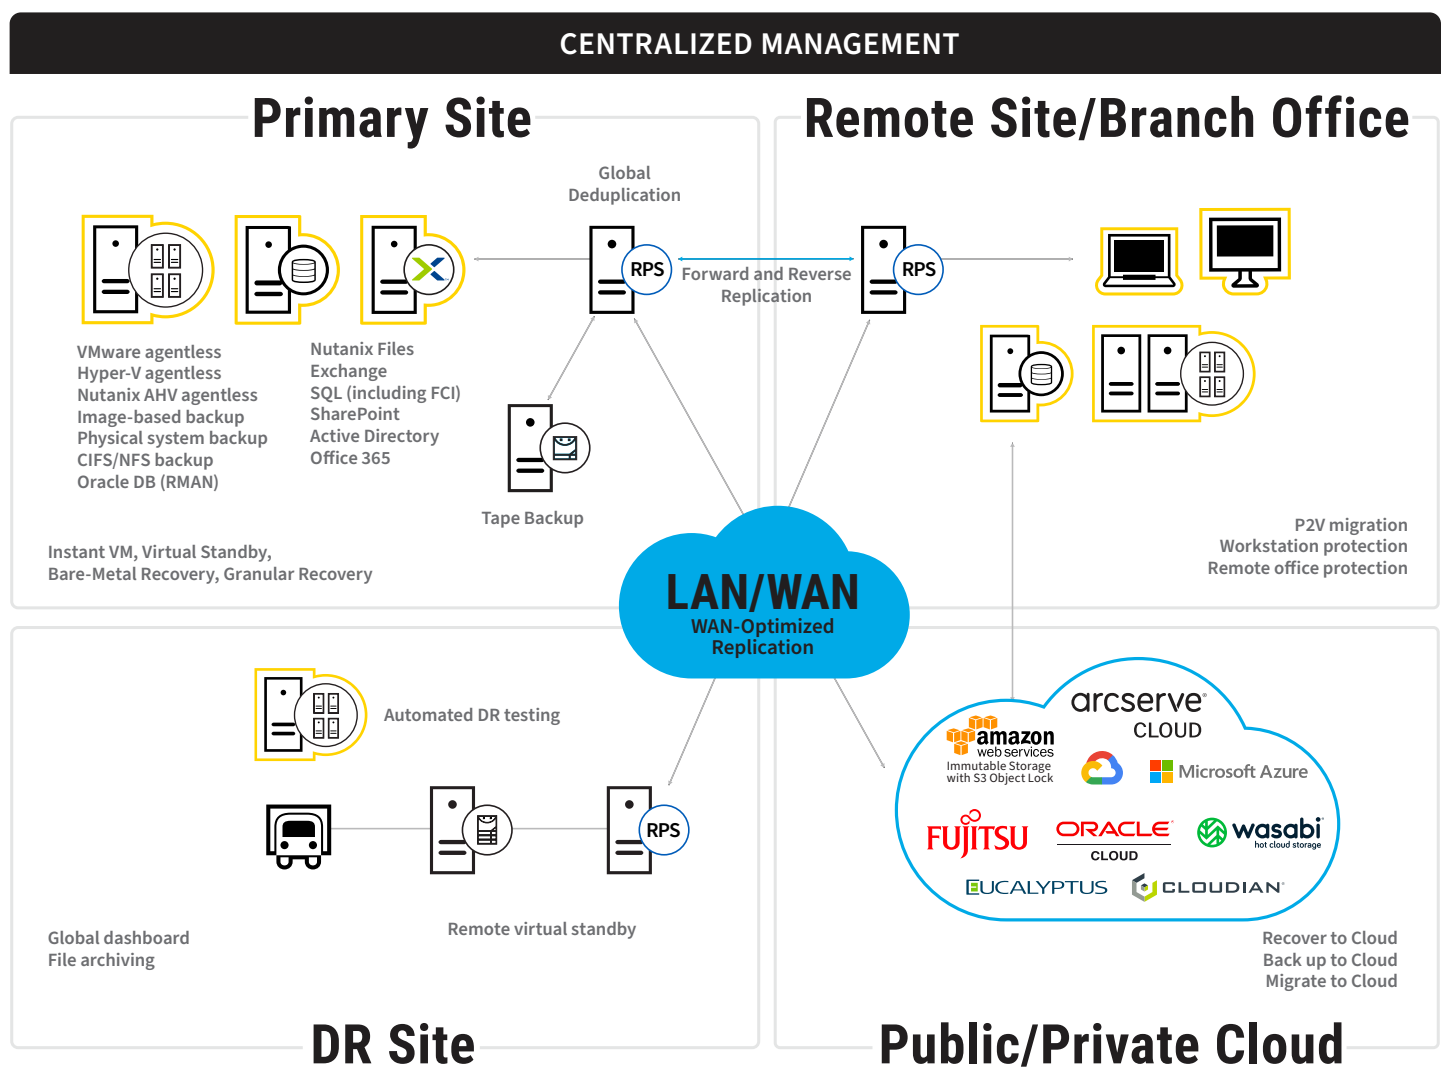 CENTRALIZED MANAGEMENT
Primary Site
Remote Site/Branch Office
Global
Deduplication
RPS
Forward and Reverse
Replication
RPS
VMware agentless
Hyper-V agentless
Nutanix AHV agentless
Image-based backup
Physical system backup
CIFS/NFS backup
Oracle DB (RMAN)
Nutanix Files
Exchange
SQL (including FCI)
SharePoint
Active Directory
Office 365
Tape Backup
Instant VM, Virtual Standby,
Bare-Metal Recovery, Granular Recovery
P2V migration
Workstation protection
Remote office protection
LAN/WAN
WAN-Optimized
Replication
Automated DR testing
RPS
Remote virtual standby
Global dashboard
File archiving
DR Site
arcserve®
CLOUD
amazon
web services
Immutable Storage
with S3 Object Lock
Microsoft Azure
FUJITSU
ORACLE
CLOUD
wasabi
hot cloud storage
EUCALYPTUS
CLOUDIAN
Recover to Cloud
Back up to Cloud
Migrate to Cloud
Public/Private Cloud